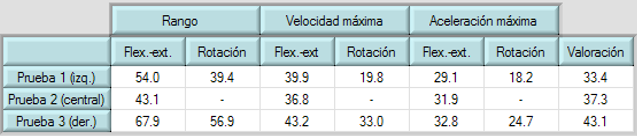 Rango Velocidad máxima Aceleración máxima
Flex.-ext. Rotación Flex.-ext Rotación Flex.-ext Rotación Valoración
Prueba 1 (izq.) 54.0 39.4 39.9 19.8 29.1 18.2 33.4
Prueba 2 (central) 43.1 - 36.8 - 31.9 - 37.3
Prueba 3 (der.) 67.9 56.9 43.2 33.0 32.8 24.7 43.1